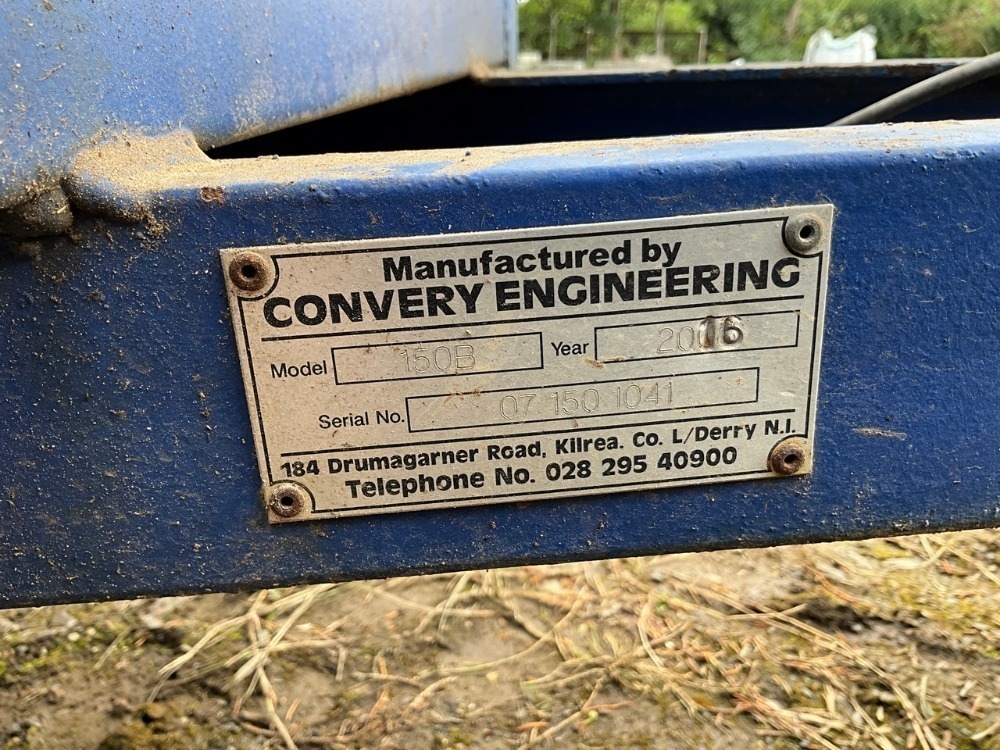 Manufactured by
CONVERY ENGINEERING
Model 150B Year
Serial No. 07 150 1041
184 Drumagarner Road, Kilrea. Co. L/Derry N.I.
Telephone No. 028 295 40900